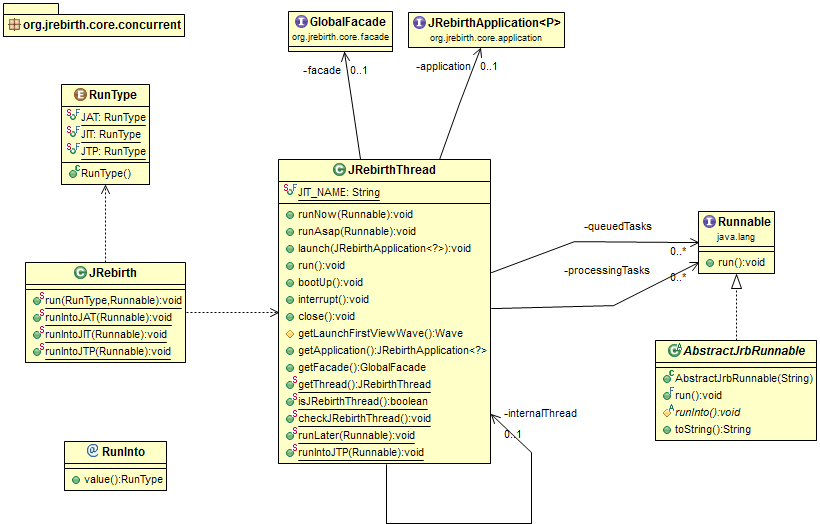 org.jrebirth.core.concurrent
GlobalFacade
org.jrebirth.core.facade
JRebirthApplication<P>
org.jrebirth.core.application
-facade 0..1
-application 0..1
RunType
JAT: RunType
JIT: RunType
JTP: RunType
RunType()
JRebirthThread
JIT_NAME: String
runNow(Runnable):void
runAsap(Runnable):void
launch(JRebirthApplication<?>):void
run():void
bootUp():void
interrupt():void
close():void
getLaunchFirstViewWave():Wave
getApplication():JRebirthApplication<?>
getFacade():GlobalFacade
getThread():JRebirthThread
isJRebirthThread():boolean
checkJRebirthThread():void
runLater(Runnable):void
runIntoJTP(Runnable):void
-queuedTasks
0..*
-processingTasks
0..*
Runnable
java.lang
run():void
JRebirth
run(RunType,Runnable):void
runIntoJAT(Runnable):void
runIntoJIT(Runnable):void
runIntoJTP(Runnable):void
AbstractJrbRunnable
AbstractJrbRunnable(String)
run():void
runInto():void
toString():String
-internalThread
0..1
RunInto
value():RunType